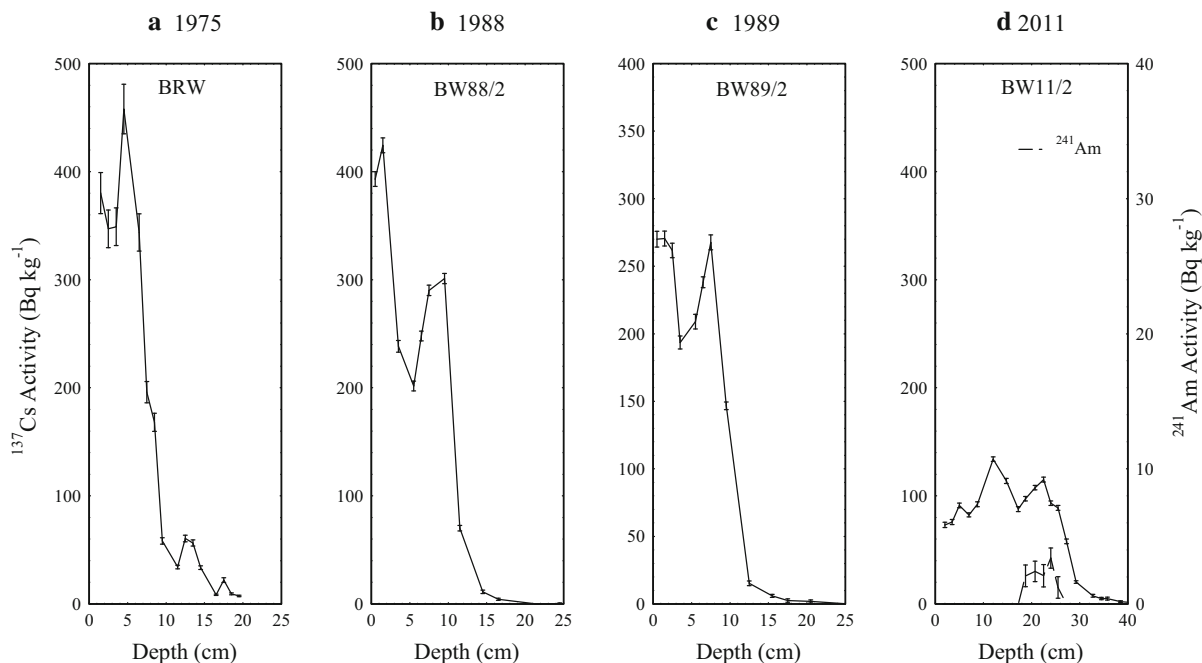 a 1975
b 1988
c 1989
d 2011
500
400
300
200
100
0
¹³⁷Cs Activity (Bq kg⁻¹)
BRW
0 5 10 15 20 25
Depth (cm)
500
400
300
200
100
0
BW88/2
0 5 10 15 20 25
Depth (cm)
400
350
300
250
200
150
100
50
0
BW89/2
0 5 10 15 20 25
Depth (cm)
500
400
300
200
100
0
BW11/2
²⁴¹Am
0 10 20 30 40
Depth (cm)
40
30
20
10
0
²⁴¹Am Activity (Bq kg⁻¹)